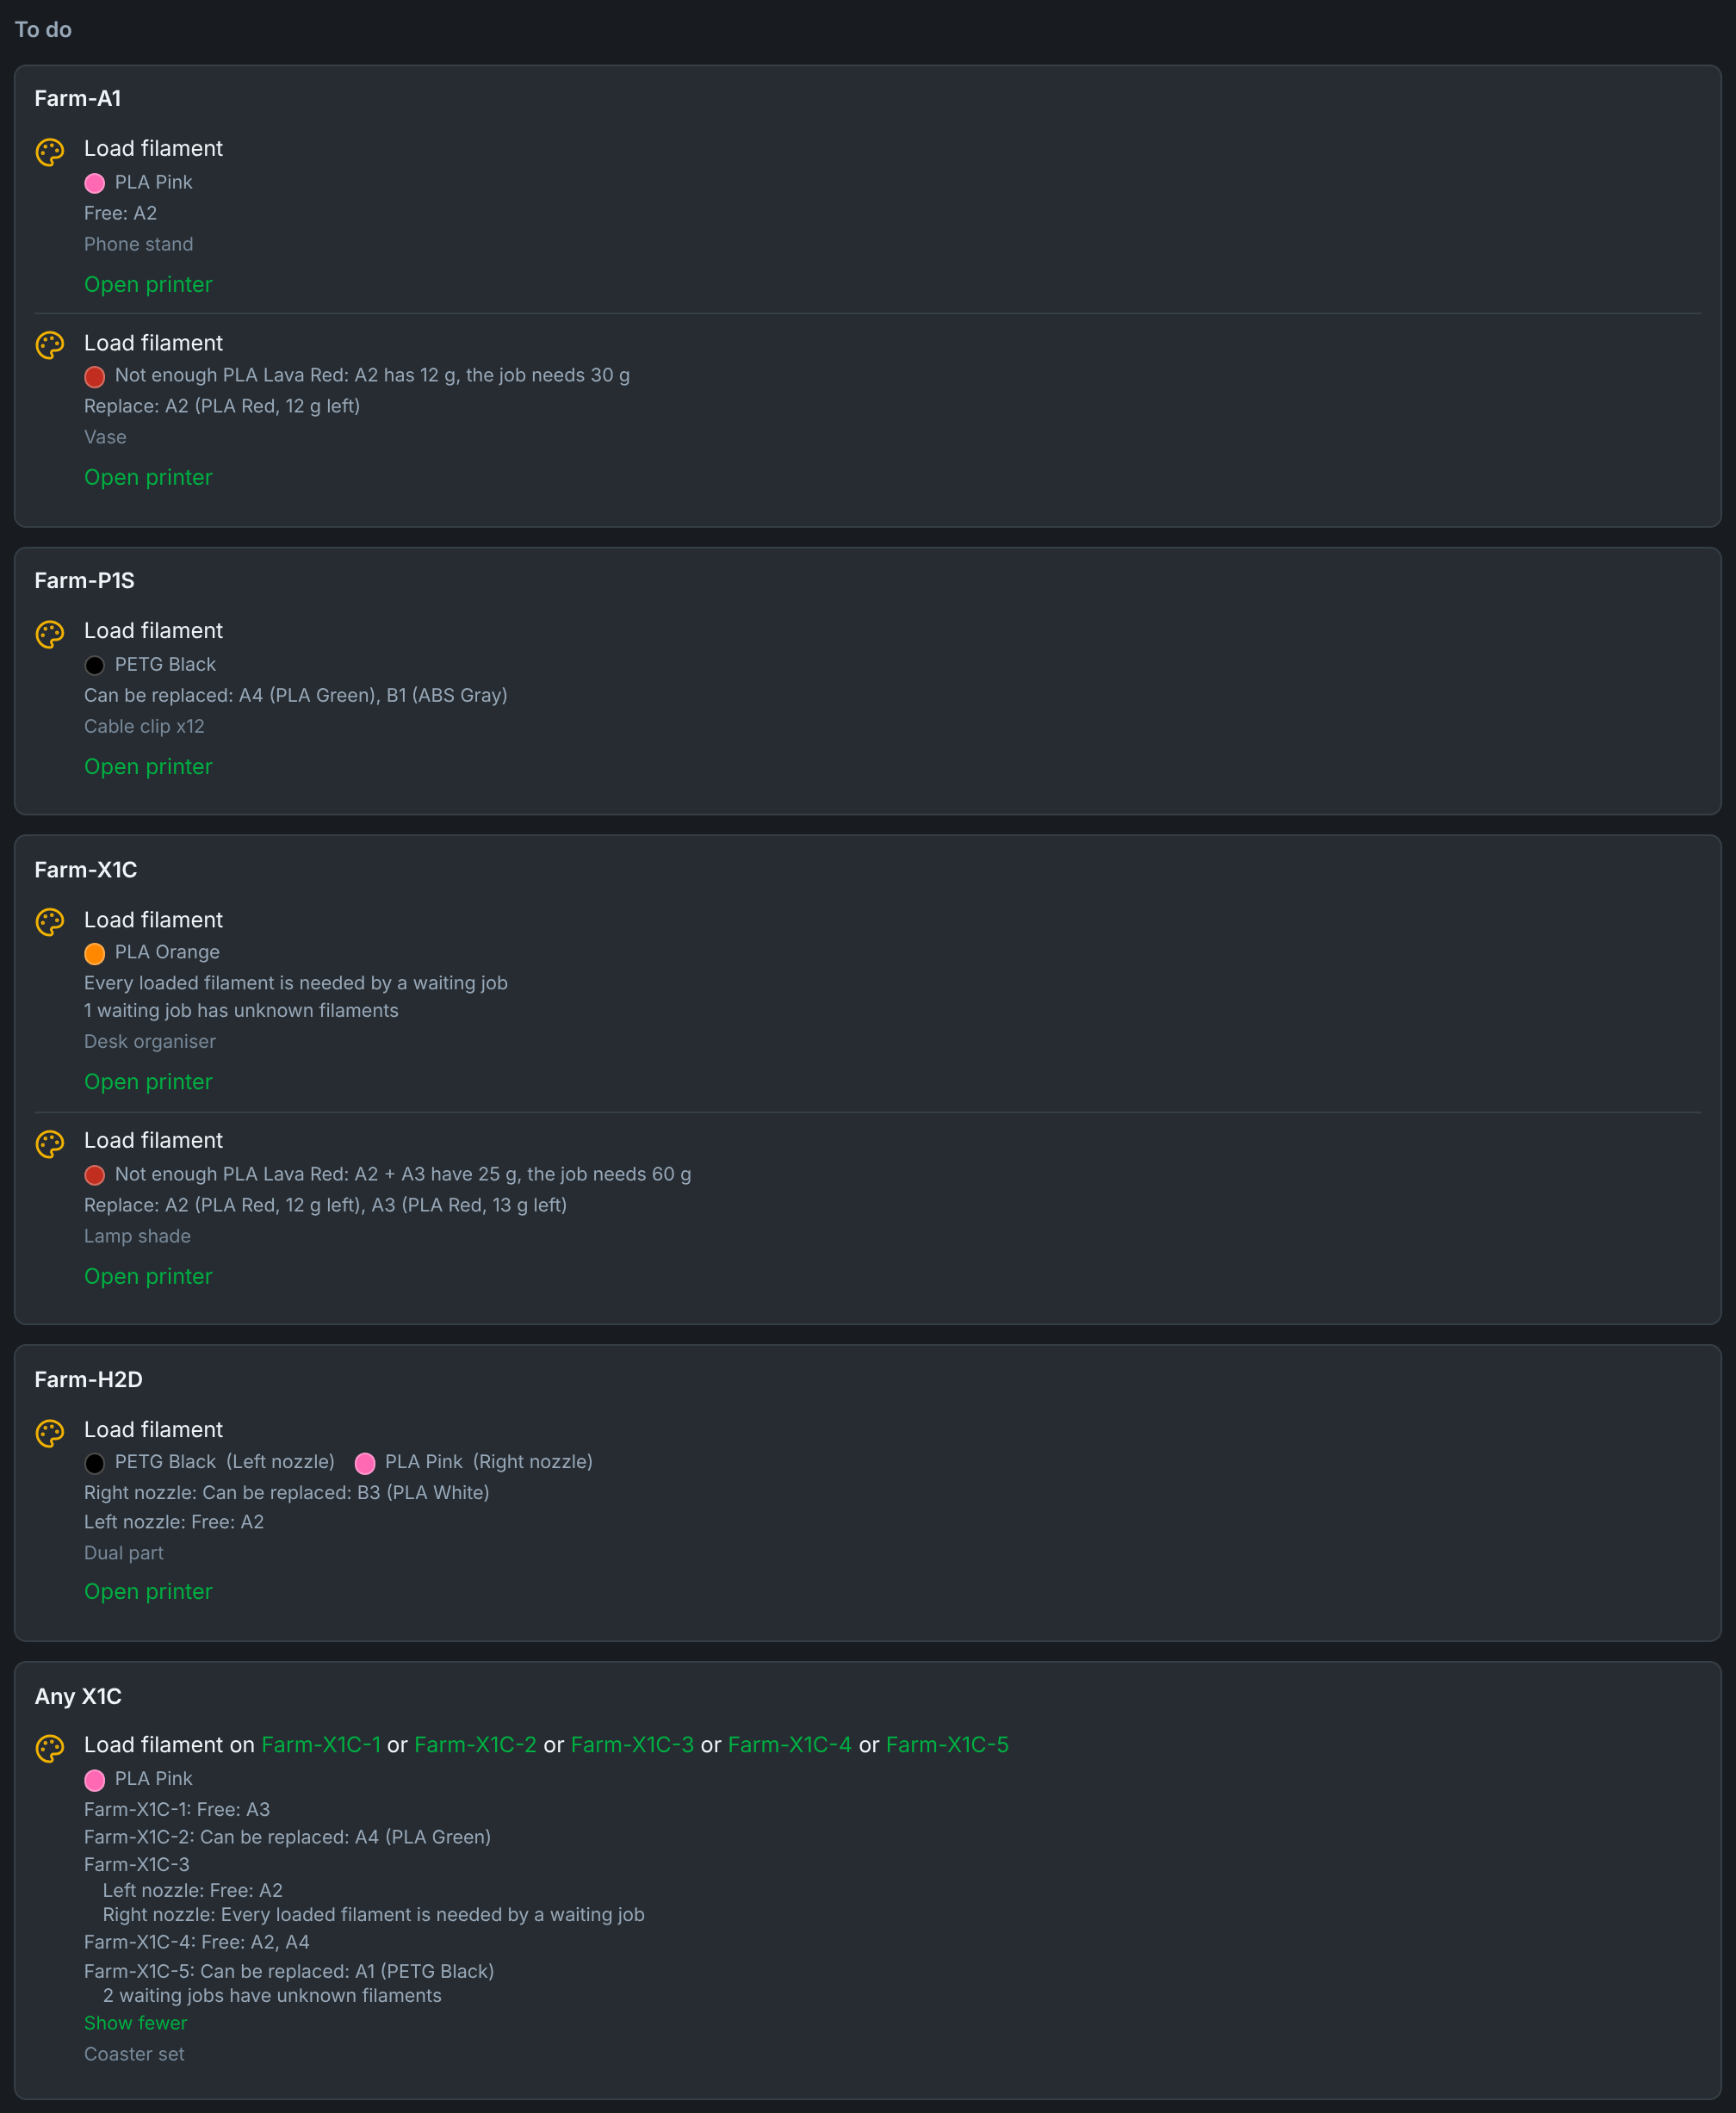 To do
Farm-A1
Load filament
PLA Pink
Free: A2
Phone stand
Open printer
Load filament
Not enough PLA Lava Red: A2 has 12 g, the job needs 30 g
Replace: A2 (PLA Red, 12 g left)
Vase
Open printer
Farm-P1S
Load filament
PETG Black
Can be replaced: A4 (PLA Green), B1 (ABS Gray)
Cable clip x12
Open printer
Farm-X1C
Load filament
PLA Orange
Every loaded filament is needed by a waiting job
1 waiting job has unknown filaments
Desk organiser
Open printer
Load filament
Not enough PLA Lava Red: A2 + A3 have 25 g, the job needs 60 g
Replace: A2 (PLA Red, 12 g left), A3 (PLA Red, 13 g left)
Lamp shade
Open printer
Farm-H2D
Load filament
PETG Black (Left nozzle) PLA Pink (Right nozzle)
Right nozzle: Can be replaced: B3 (PLA White)
Left nozzle: Free: A2
Dual part
Open printer
Any X1C
Load filament on Farm-X1C-1 or Farm-X1C-2 or Farm-X1C-3 or Farm-X1C-4 or Farm-X1C-5
PLA Pink
Farm-X1C-1: Free: A3
Farm-X1C-2: Can be replaced: A4 (PLA Green)
Farm-X1C-3
Left nozzle: Free: A2
Right nozzle: Every loaded filament is needed by a waiting job
Farm-X1C-4: Free: A2, A4
Farm-X1C-5: Can be replaced: A1 (PETG Black)
2 waiting jobs have unknown filaments
Show fewer
Coaster set